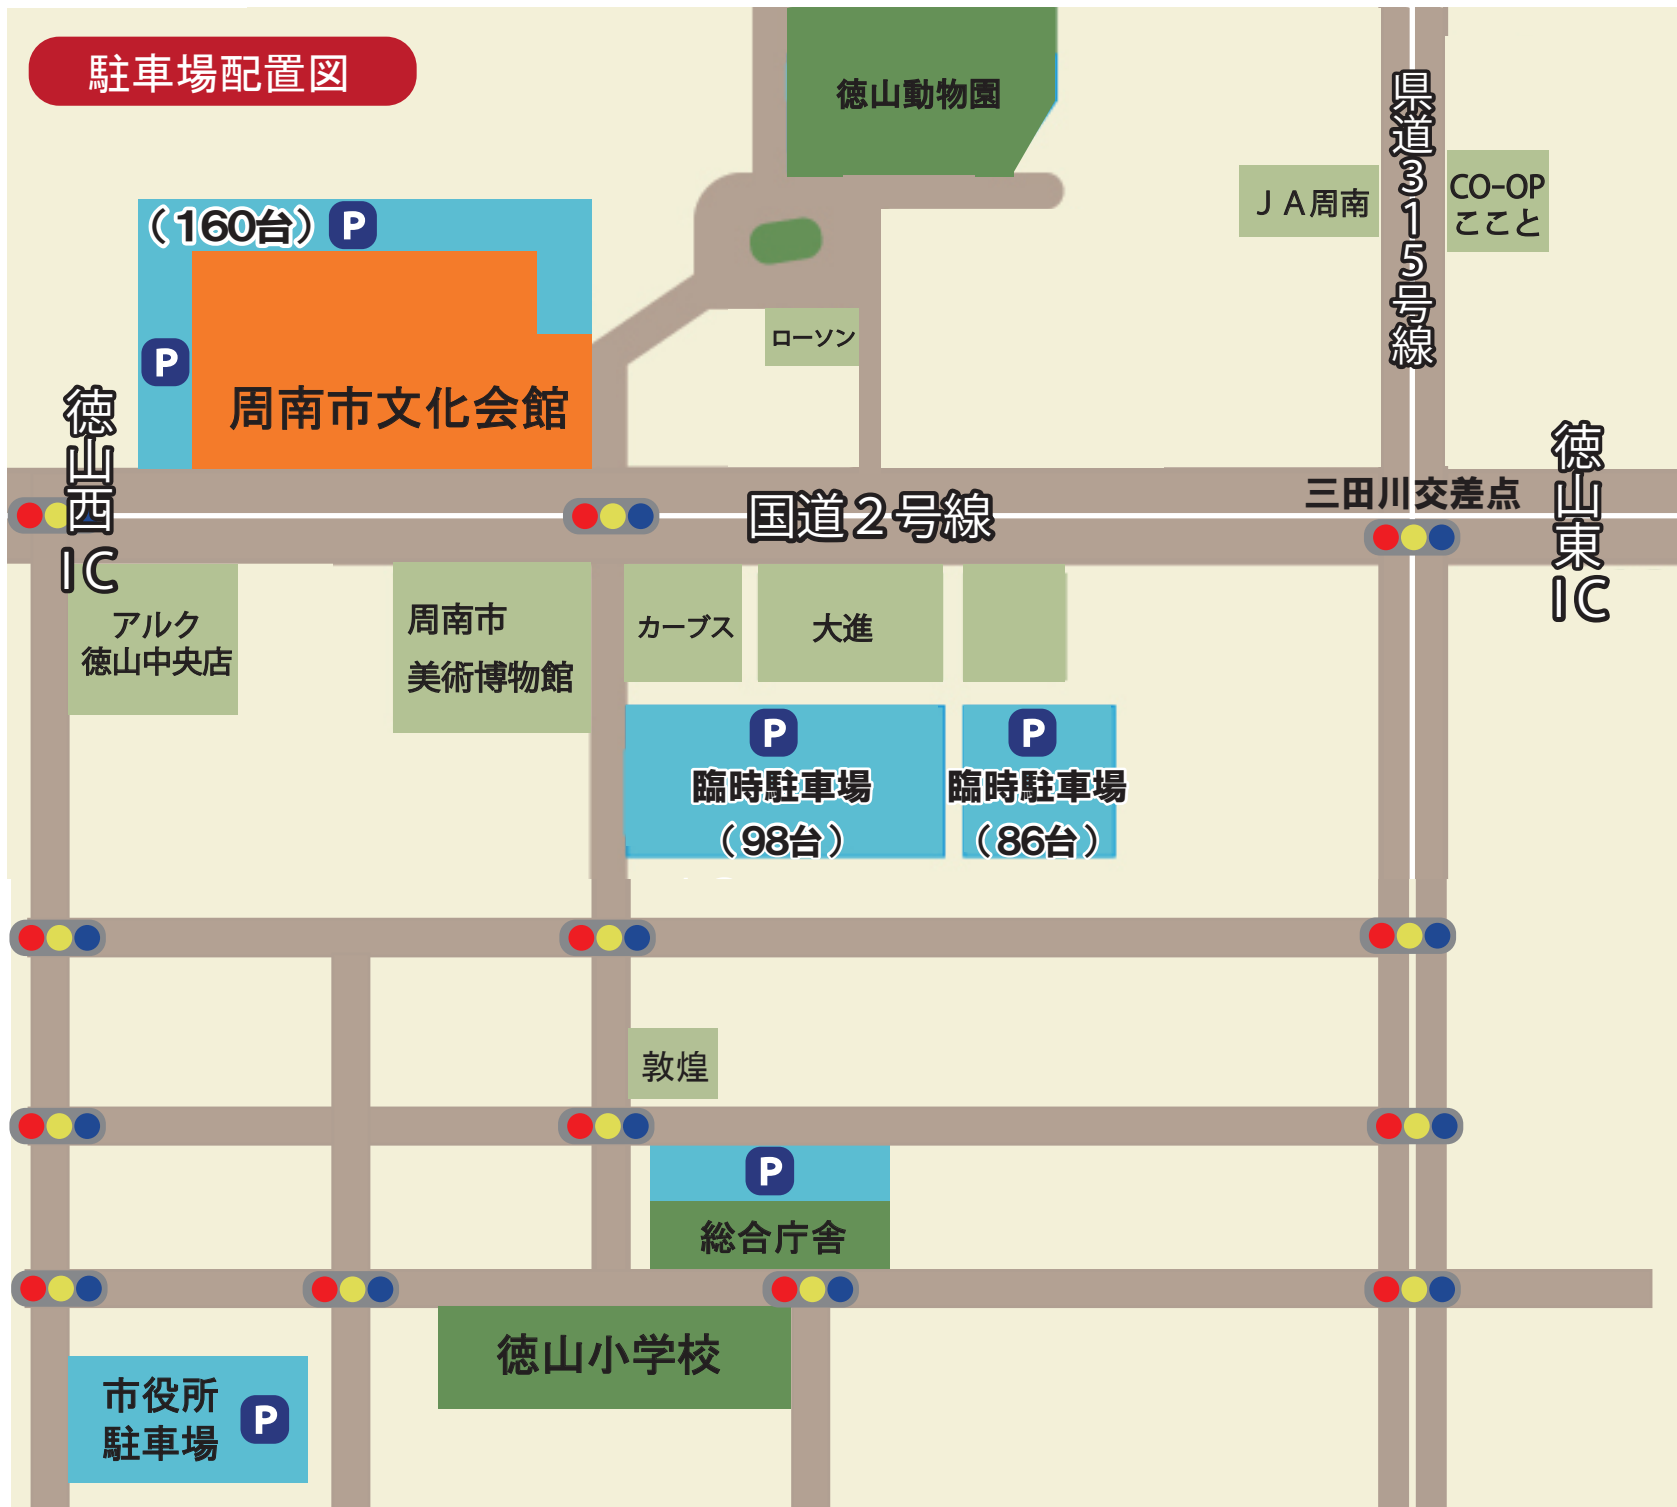 駐車場配置図
徳山動物園
県道315号線
JA周南
CO-OP
ここと
（160台）P
P
ローソン
周南市文化会館
徳山西IC
徳山東IC
三田川交差点
国道2号線
アルク
徳山中央店
周南市
美術博物館
カーブス
大進
P
臨時駐車場
（98台）
P
臨時駐車場
（86台）
敦煌
P
総合庁舎
徳山小学校
市役所
駐車場
P